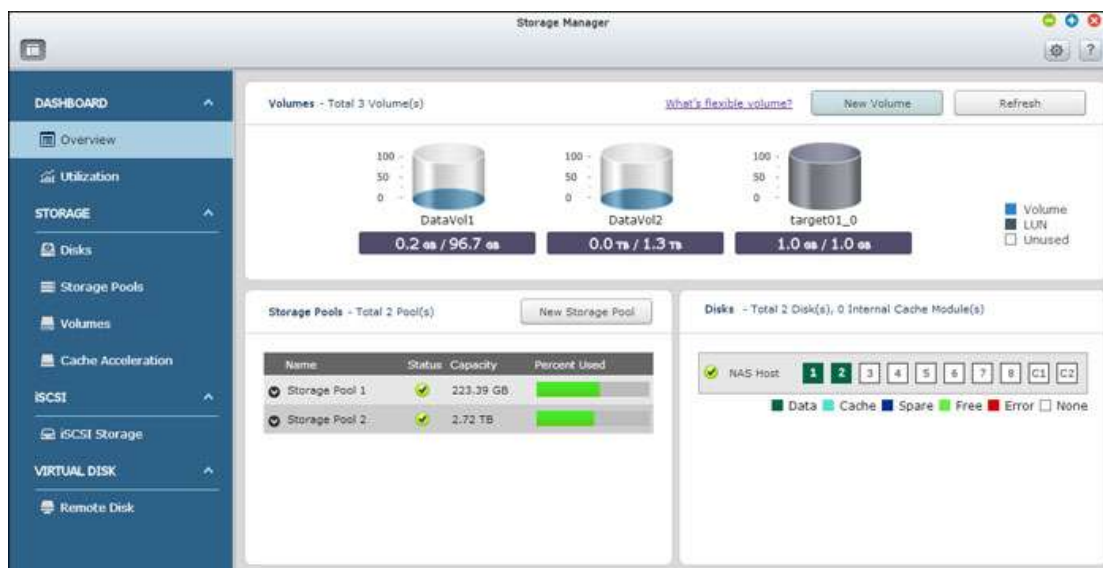 Storage Manager
?
DASHBOARD
Overview
Utilization
STORAGE
Disks
Storage Pools
Volumes
Cache Acceleration
iSCSI
iSCSI Storage
VIRTUAL DISK
Remote Disk
Volumes - Total 3 Volume(s)
What's flexible volume?
New Volume
Refresh
100
50
0
DataVol1
0.2 GB / 96.7 GB
100
50
0
DataVol2
0.0 TB / 1.3 TB
100
50
0
target01_0
1.0 GB / 1.0 GB
Volume
LUN
Unused
Storage Pools - Total 2 Pool(s)
New Storage Pool
Name Status Capacity Percent Used
Storage Pool 1 223.39 GB
Storage Pool 2 2.72 TB
Disks - Total 2 Disk(s), 0 Internal Cache Module(s)
NAS Host 1 2 3 4 5 6 7 8 C1 C2
Data Cache Spare Free Error None